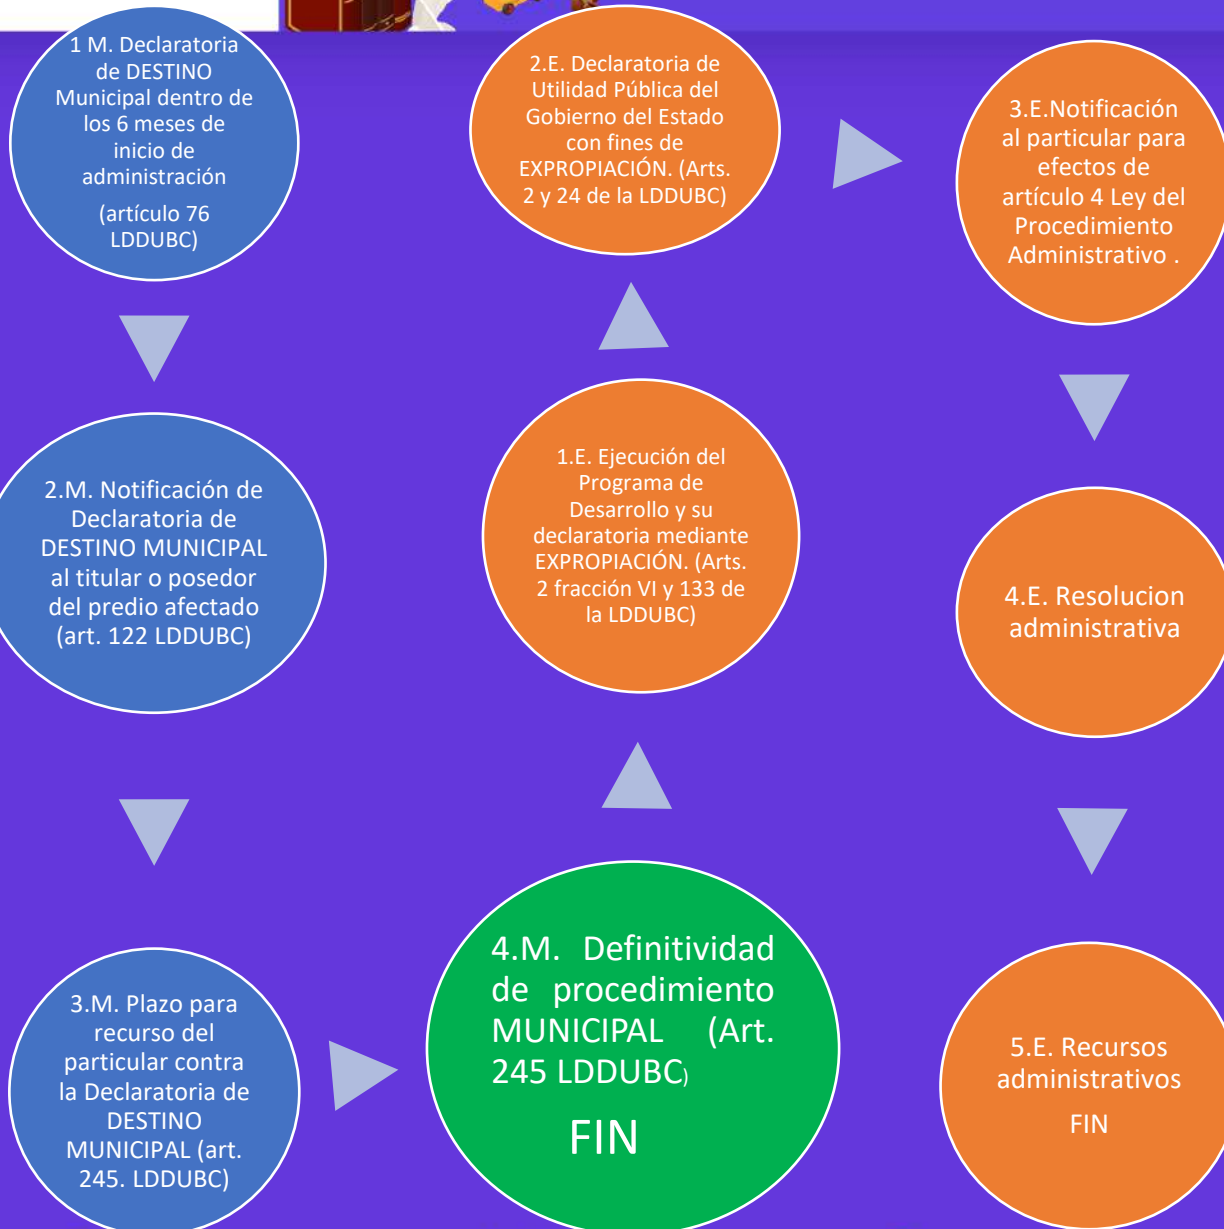 1 M. Declaratoria
de DESTINO
Municipal dentro de
los 6 meses de
inicio de
administración
(artículo 76
LDDUBC)
2.M. Notificación de
Declaratoria de
DESTINO MUNICIPAL
al titular o posedor
del predio afectado
(art. 122 LDDUBC)
3.M. Plazo para
recurso del
particular contra
la Declaratoria de
DESTINO
MUNICIPAL (art.
245. LDDUBC)
4.M. Definitividad
de procedimiento
MUNICIPAL (Art.
245 LDDUBC)
FIN
1.E. Ejecución del
Programa de
Desarrollo y su
declaratoria mediante
EXPROPIACIÓN. (Arts.
2 fracción VI y 133 de
la LDDUBC)
2.E. Declaratoria de
Utilidad Pública del
Gobierno del Estado
con fines de
EXPROPIACIÓN. (Arts.
2 y 24 de la LDDUBC)
3.E.Notificación
al particular para
efectos de
artículo 4 Ley del
Procedimiento
Administrativo .
4.E. Resolucion
administrativa
5.E. Recursos
administrativos
FIN